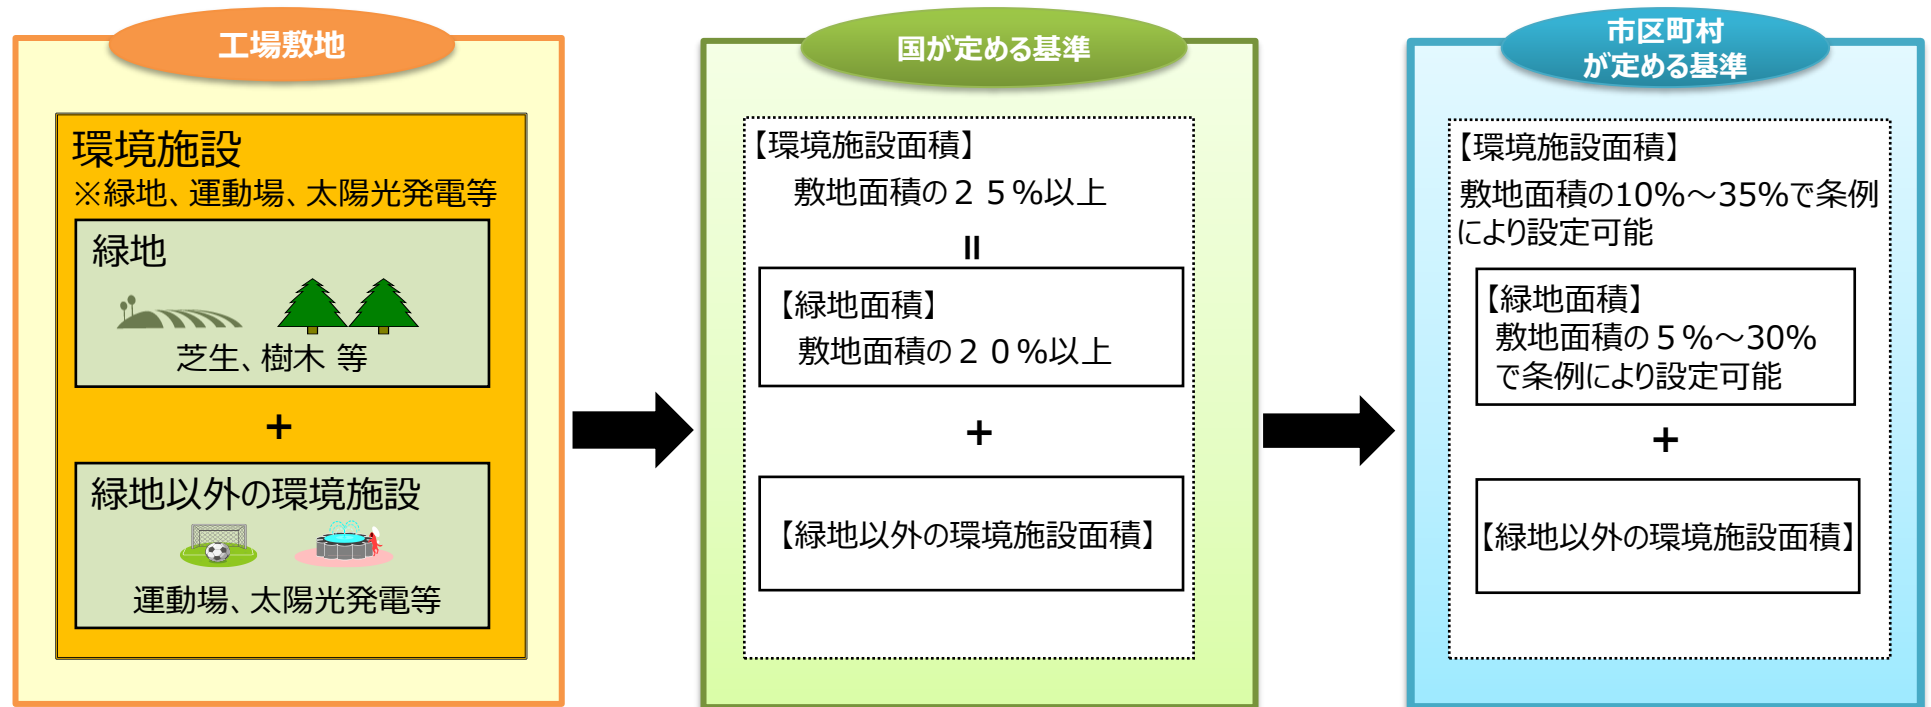 工場敷地
環境施設
※緑地、運動場、太陽光発電等
緑地
芝生、樹木 等
+
緑地以外の環境施設
運動場、太陽光発電等
国が定める基準
【環境施設面積】
敷地面積の２５%以上
=
【緑地面積】
敷地面積の２０%以上
+
【緑地以外の環境施設面積】
市区町村
が定める基準
【環境施設面積】
敷地面積の10%～35%で条例
により設定可能
【緑地面積】
敷地面積の５%～30%
で条例により設定可能
+
【緑地以外の環境施設面積】